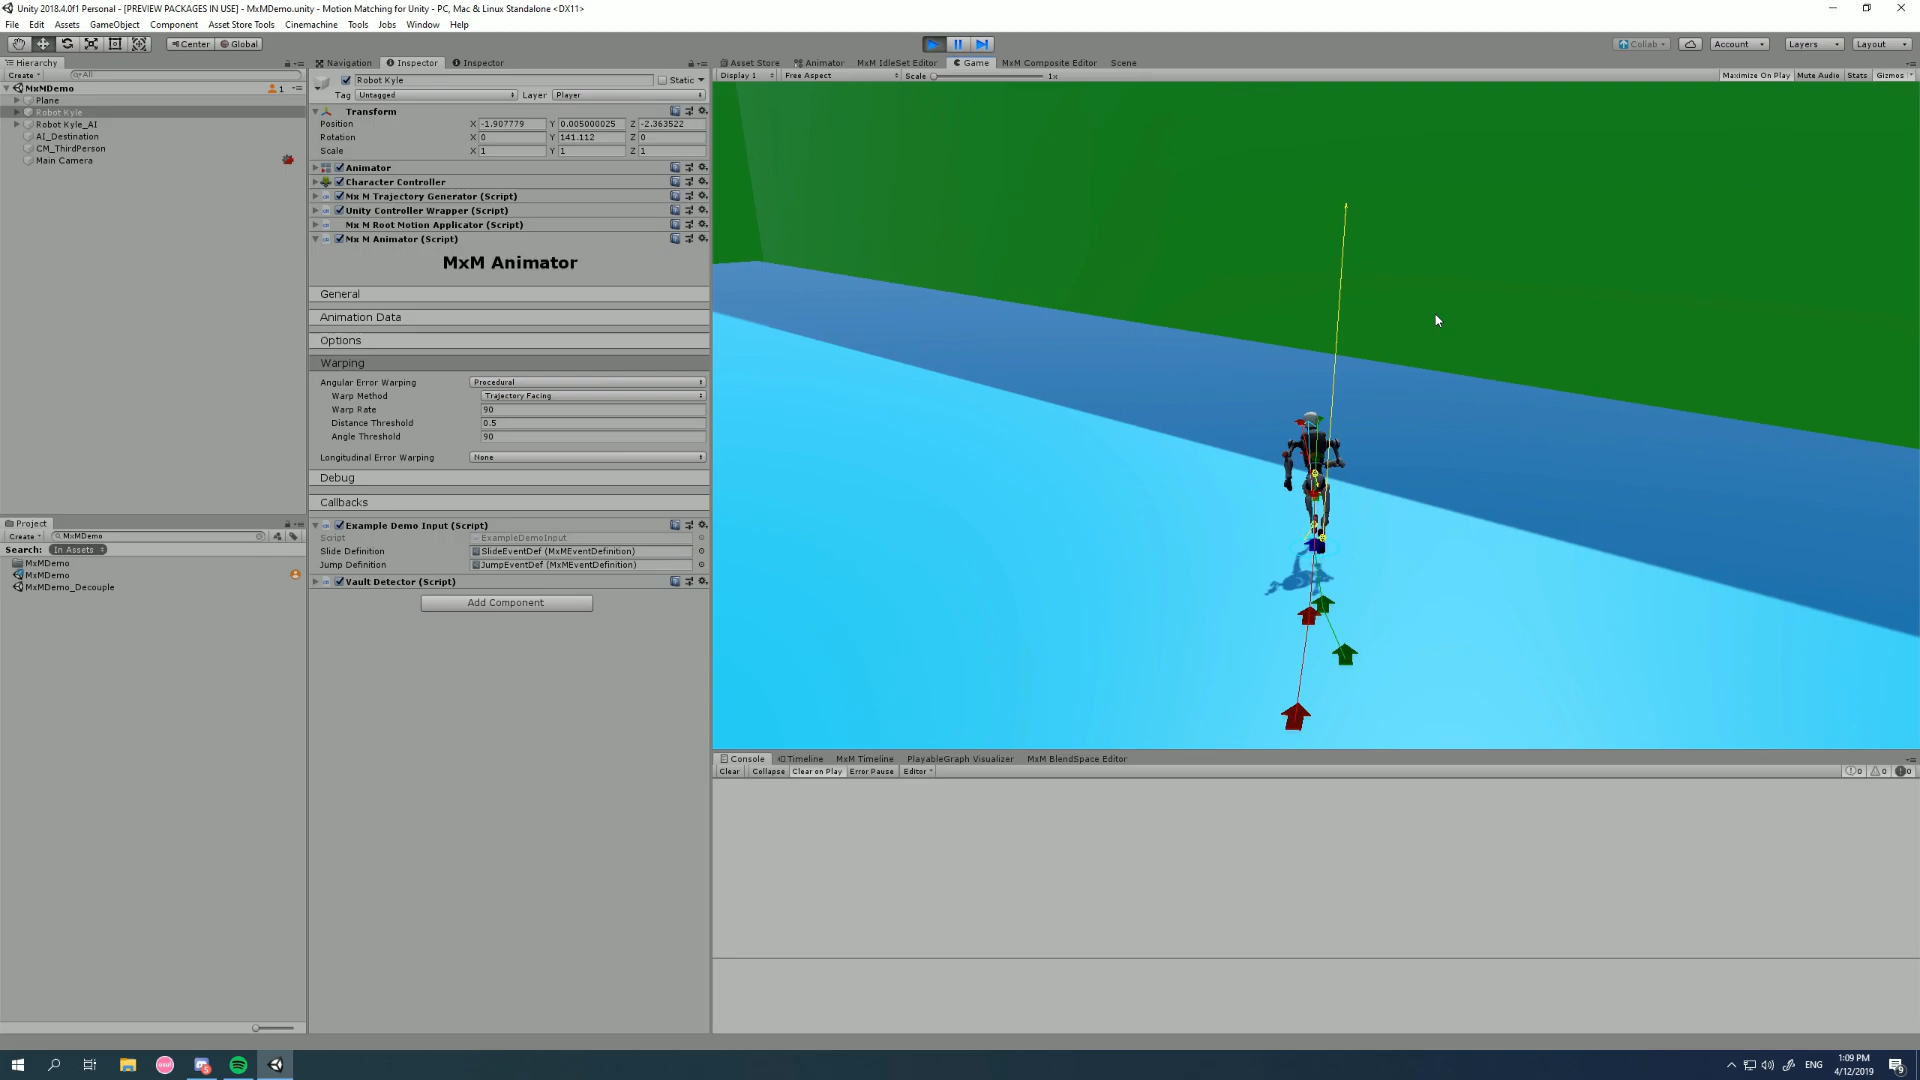 Unity 2018.4.0f1 Personal - [PREVIEW PACKAGES IN USE] - MxMDemo.unity - Motion Matching for Unity - PC, Mac & Linux Standalone <DX11>
File Edit Assets GameObject Component Asset Store Tools Cinemachine Tools Jobs Window Help
Center Global Collab Account Layers Layout
Hierarchy
Create All
MxMDemo 1
Plane
Robot Kyle
Robot Kyle_AI
AI_Destination
CM_ThirdPerson
Main Camera
Project
Create MxMDemo
Search: In Assets
MxMDemo
MxMDemo
MxMDemo_Decouple
Navigation Inspector Inspector
Robot Kyle Static
Tag Untagged Layer Player
Transform
Position X -1.907779 Y 0.005000025 Z -2.363522
Rotation X 0 Y 141.112 Z 0
Scale X 1 Y 1 Z 1
Animator
Character Controller
Mx M Trajectory Generator (Script)
Unity Controller Wrapper (Script)
Mx M Root Motion Applicator (Script)
Mx M Animator (Script)
MxM Animator
General
Animation Data
Options
Warping
Angular Error Warping Procedural
Warp Method Trajectory Facing
Warp Rate 90
Distance Threshold 0.5
Angle Threshold 90
Longitudinal Error Warping None
Debug
Callbacks
Example Demo Input (Script)
Script ExampleDemoInput
Slide Definition SlideEventDef (MxMEventDefinition)
Jump Definition JumpEventDef (MxMEventDefinition)
Vault Detector (Script)
Add Component
Asset Store Animator MxM IdleSet Editor Game MxM Composite Editor Scene
Display 1 Free Aspect Scale 1x Maximize On Play Mute Audio Stats Gizmos
Console Timeline MxM Timeline PlayableGraph Visualizer MxM BlendSpace Editor
Clear Collapse Clear on Play Error Pause Editor 0 0 0
ENG
1:09 PM
4/12/2019